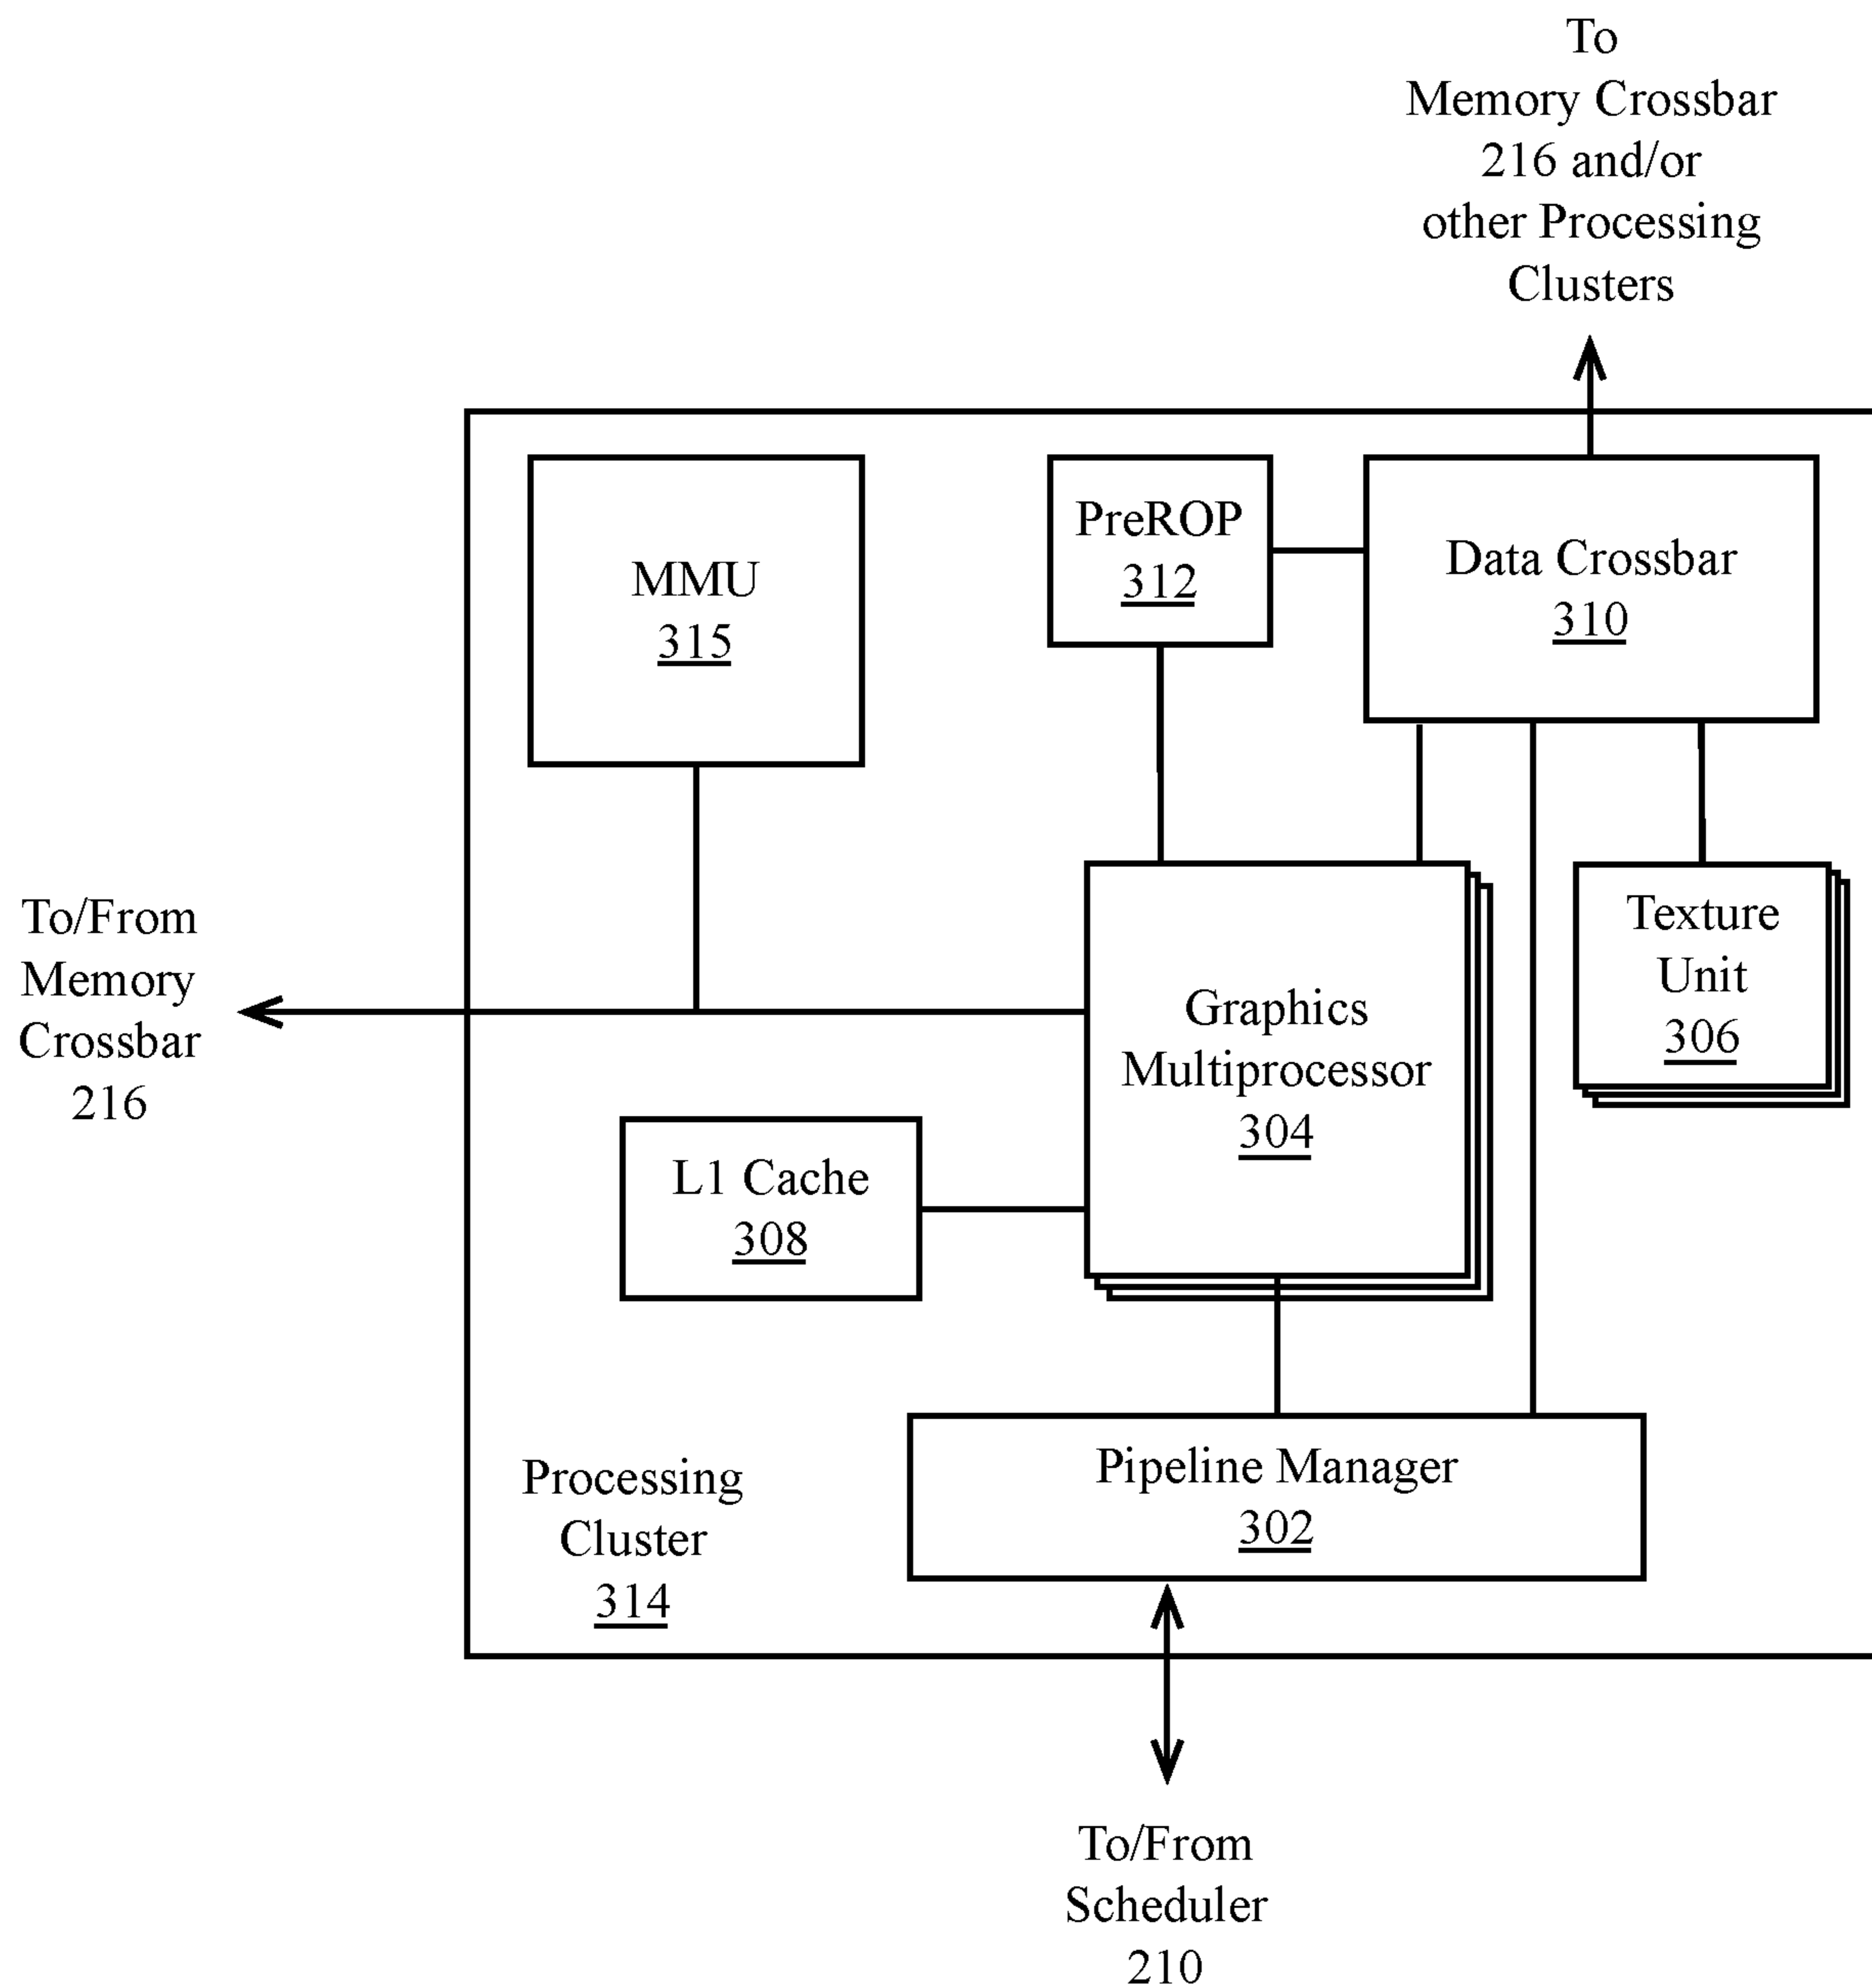 To
Memory Crossbar
216 and/or
other Processing
Clusters
MMU
315
PreROP
312
Data Crossbar
310
To/From
Memory
Crossbar
216
Graphics
Multiprocessor
304
Texture
Unit
306
L1 Cache
308
Processing
Cluster
314
Pipeline Manager
302
To/From
Scheduler
210